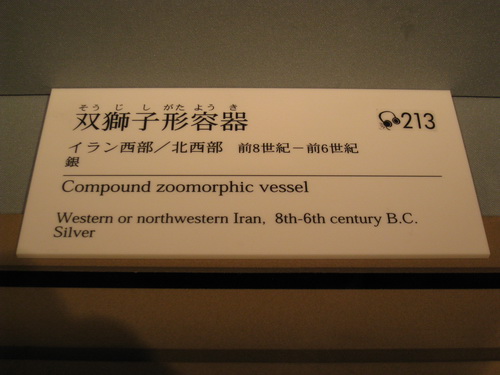 そうじしがたようき
双獅子形容器
213
イラン西部／北西部 前8世紀－前6世紀
銀
Compound zoomorphic vessel
Western or northwestern Iran, 8th-6th century B.C.
Silver